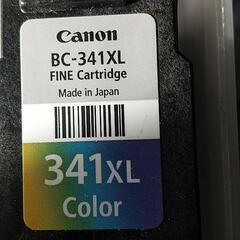 Canon
BC-341XL
FINE Cartridge
Made in Japan
341XL
Color